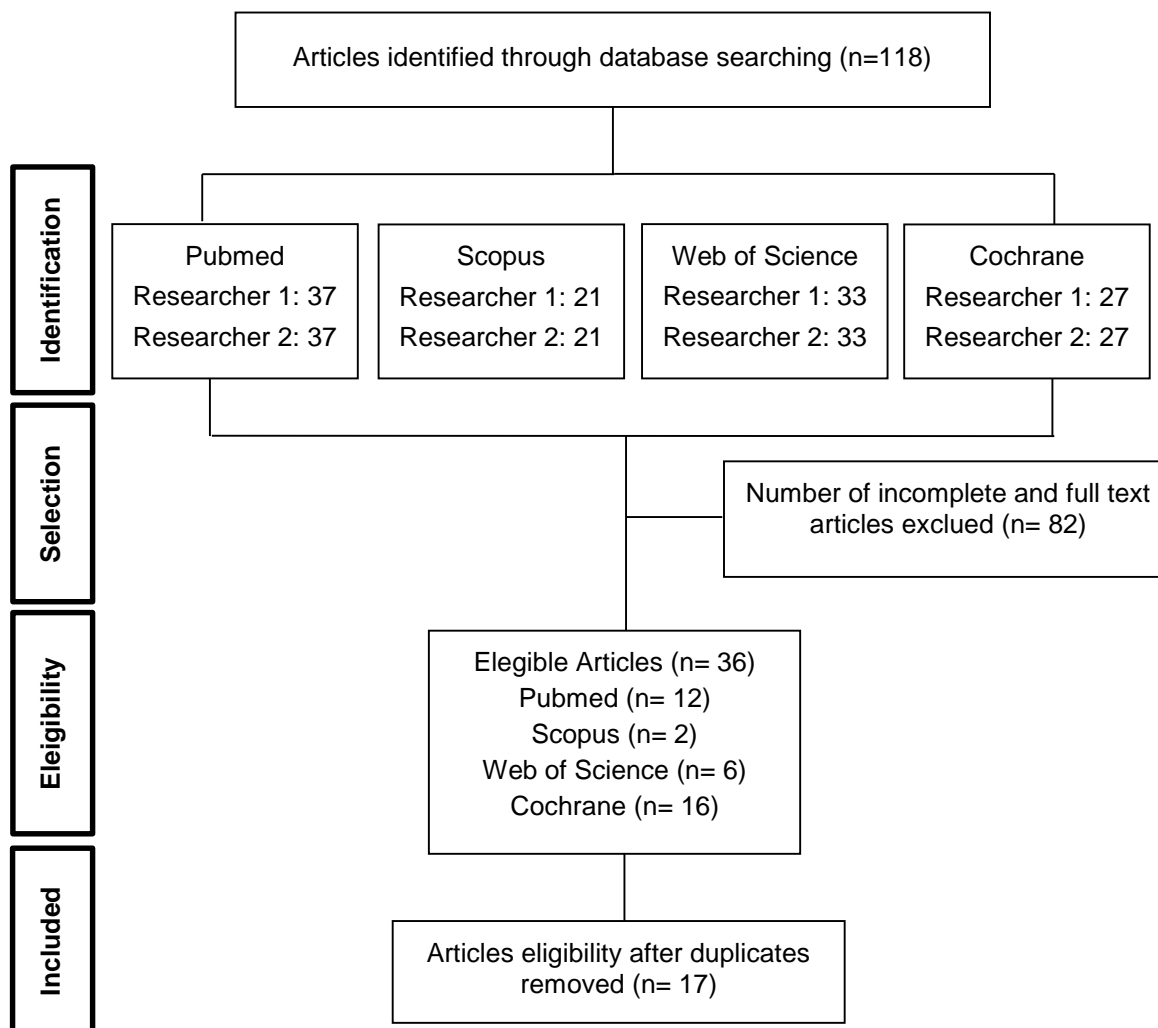 Articles identified through database searching (n=118)
Identification
Pubmed
Researcher 1: 37
Researcher 2: 37
Scopus
Researcher 1: 21
Researcher 2: 21
Web of Science
Researcher 1: 33
Researcher 2: 33
Cochrane
Researcher 1: 27
Researcher 2: 27
Selection
Number of incomplete and full text
articles exclued (n= 82)
Eleigibility
Elegible Articles (n= 36)
Pubmed (n= 12)
Scopus (n= 2)
Web of Science (n= 6)
Cochrane (n= 16)
Included
Articles eligibility after duplicates
removed (n= 17)